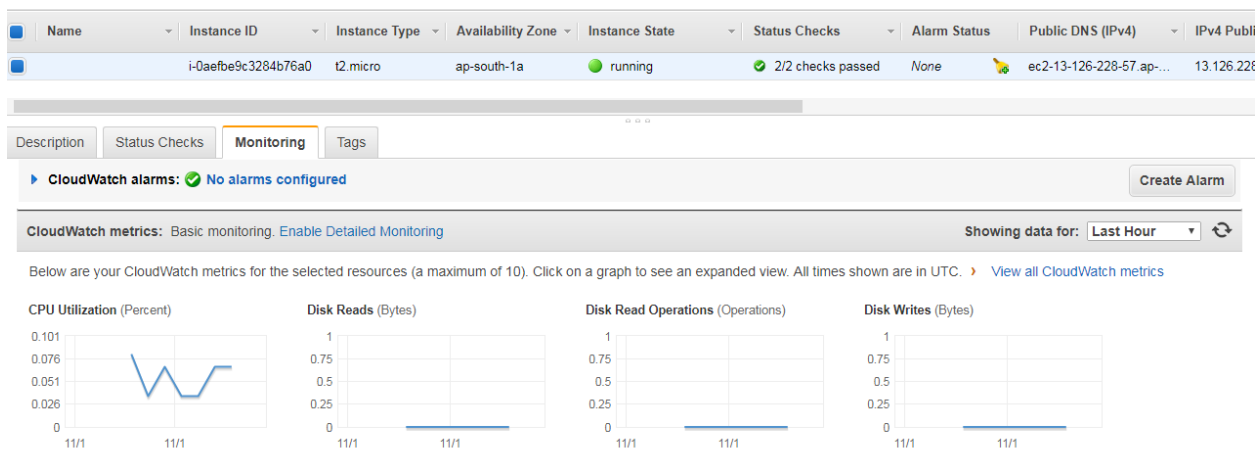 Name Instance ID Instance Type Availability Zone Instance State Status Checks Alarm Status Public DNS (IPv4) IPv4 Publi
i-0aefbe9c3284b76a0 t2.micro ap-south-1a running 2/2 checks passed None ec2-13-126-228-57.ap-... 13.126.228
Description Status Checks Monitoring Tags
CloudWatch alarms: No alarms configured Create Alarm
CloudWatch metrics: Basic monitoring. Enable Detailed Monitoring Showing data for: Last Hour
Below are your CloudWatch metrics for the selected resources (a maximum of 10). Click on a graph to see an expanded view. All times shown are in UTC. View all CloudWatch metrics
CPU Utilization (Percent) Disk Reads (Bytes) Disk Read Operations (Operations) Disk Writes (Bytes)
0.101 1 1 1
0.076 0.75 0.75 0.75
0.051 0.5 0.5 0.5
0.026 0.25 0.25 0.25
0 0 0 0
11/1 11/1 11/1 11/1 11/1 11/1 11/1 11/1